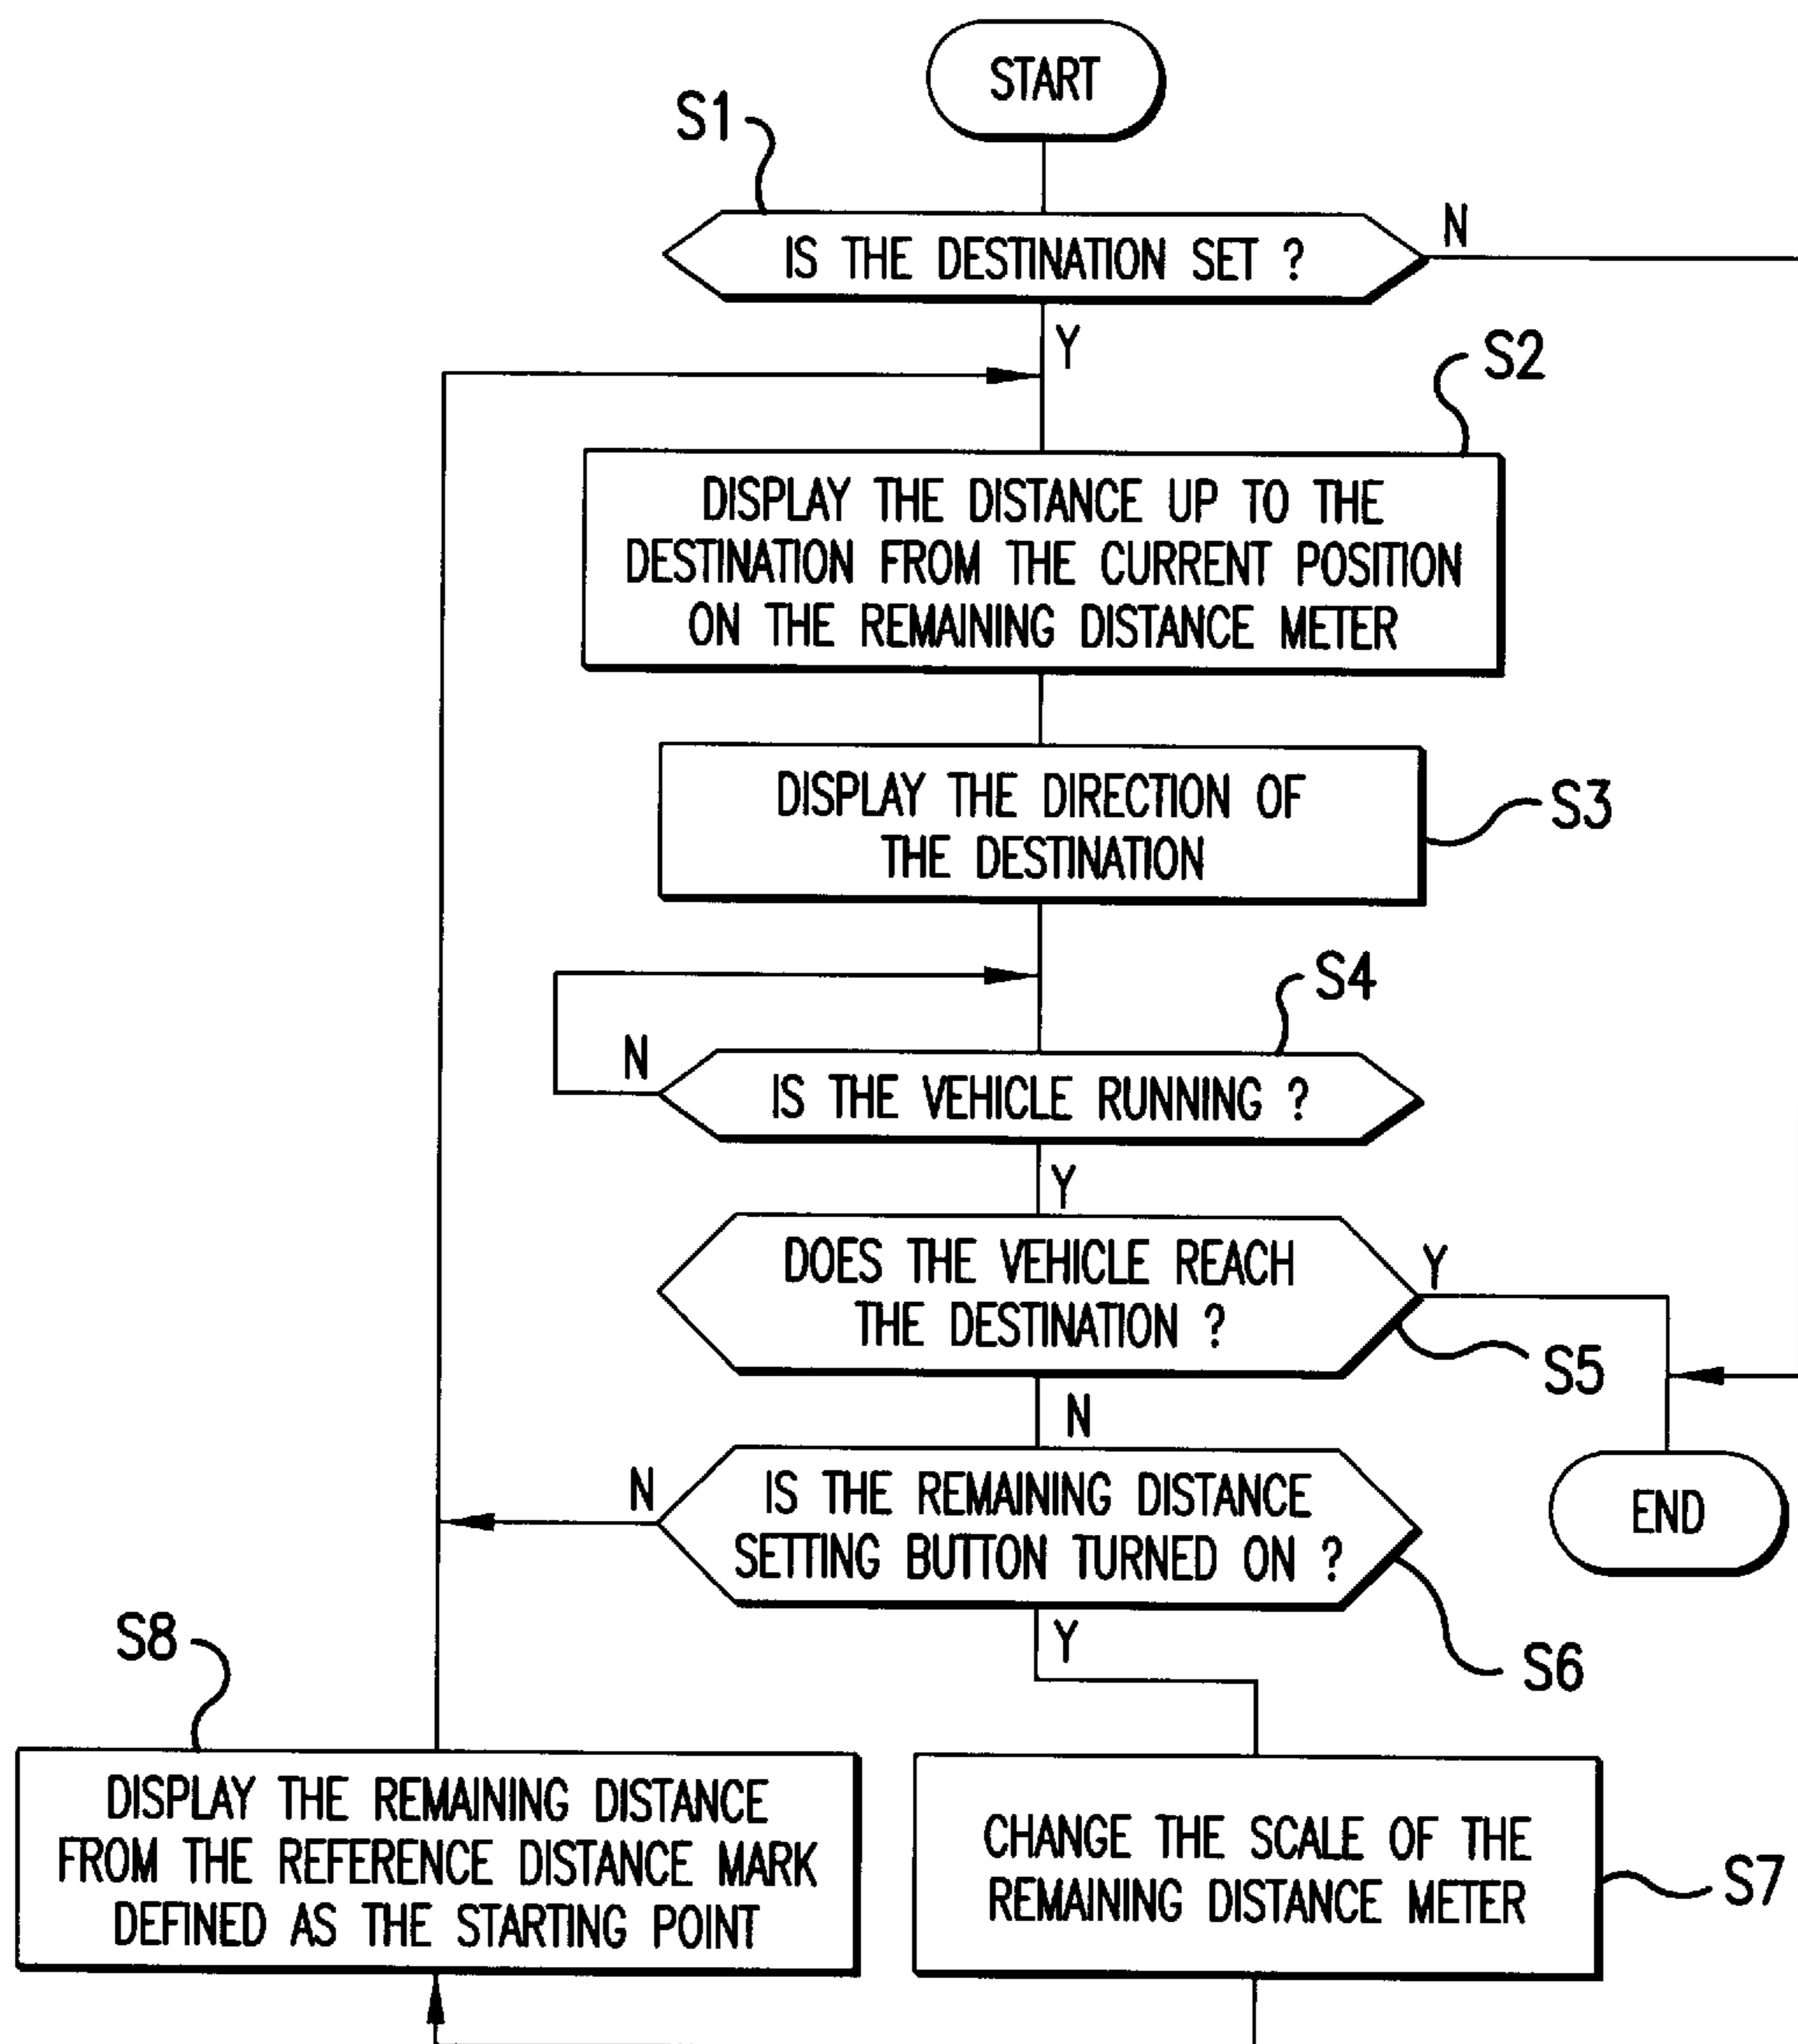 START
S1
IS THE DESTINATION SET ?
N
Y
S2
DISPLAY THE DISTANCE UP TO THE
DESTINATION FROM THE CURRENT POSITION
ON THE REMAINING DISTANCE METER
DISPLAY THE DIRECTION OF
THE DESTINATION
S3
S4
N
IS THE VEHICLE RUNNING ?
Y
DOES THE VEHICLE REACH
THE DESTINATION ?
Y
S5
N
N
IS THE REMAINING DISTANCE
SETTING BUTTON TURNED ON ?
END
Y
S6
S8
DISPLAY THE REMAINING DISTANCE
FROM THE REFERENCE DISTANCE MARK
DEFINED AS THE STARTING POINT
CHANGE THE SCALE OF THE
REMAINING DISTANCE METER
S7